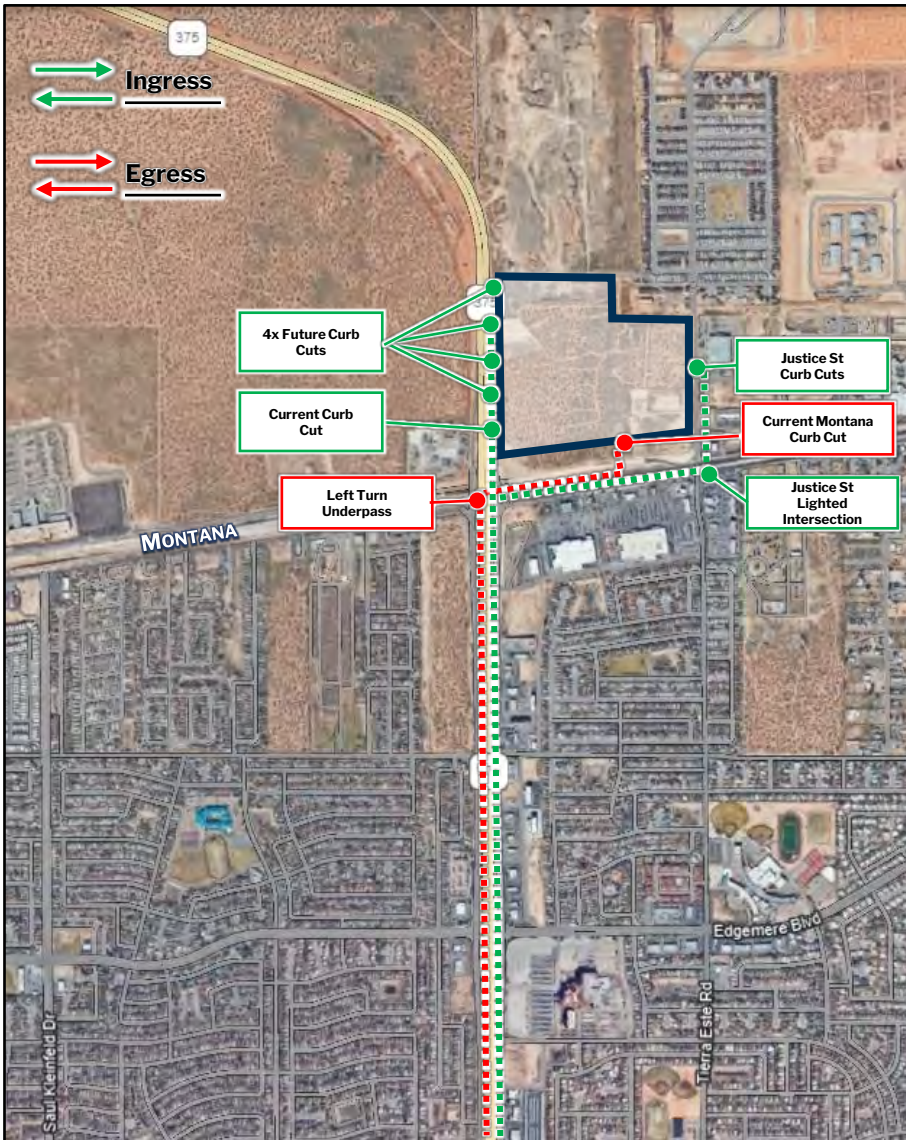 375
Ingress
Egress
375
4x Future Curb
Cuts
Current Curb
Cut
Justice St
Curb Cuts
Current Montana
Curb Cut
Left Turn
Underpass
Justice St
Lighted
Intersection
MONTANA
Edgemere Blvd
Saul Kleinfeld Dr
Tierra Este Rd